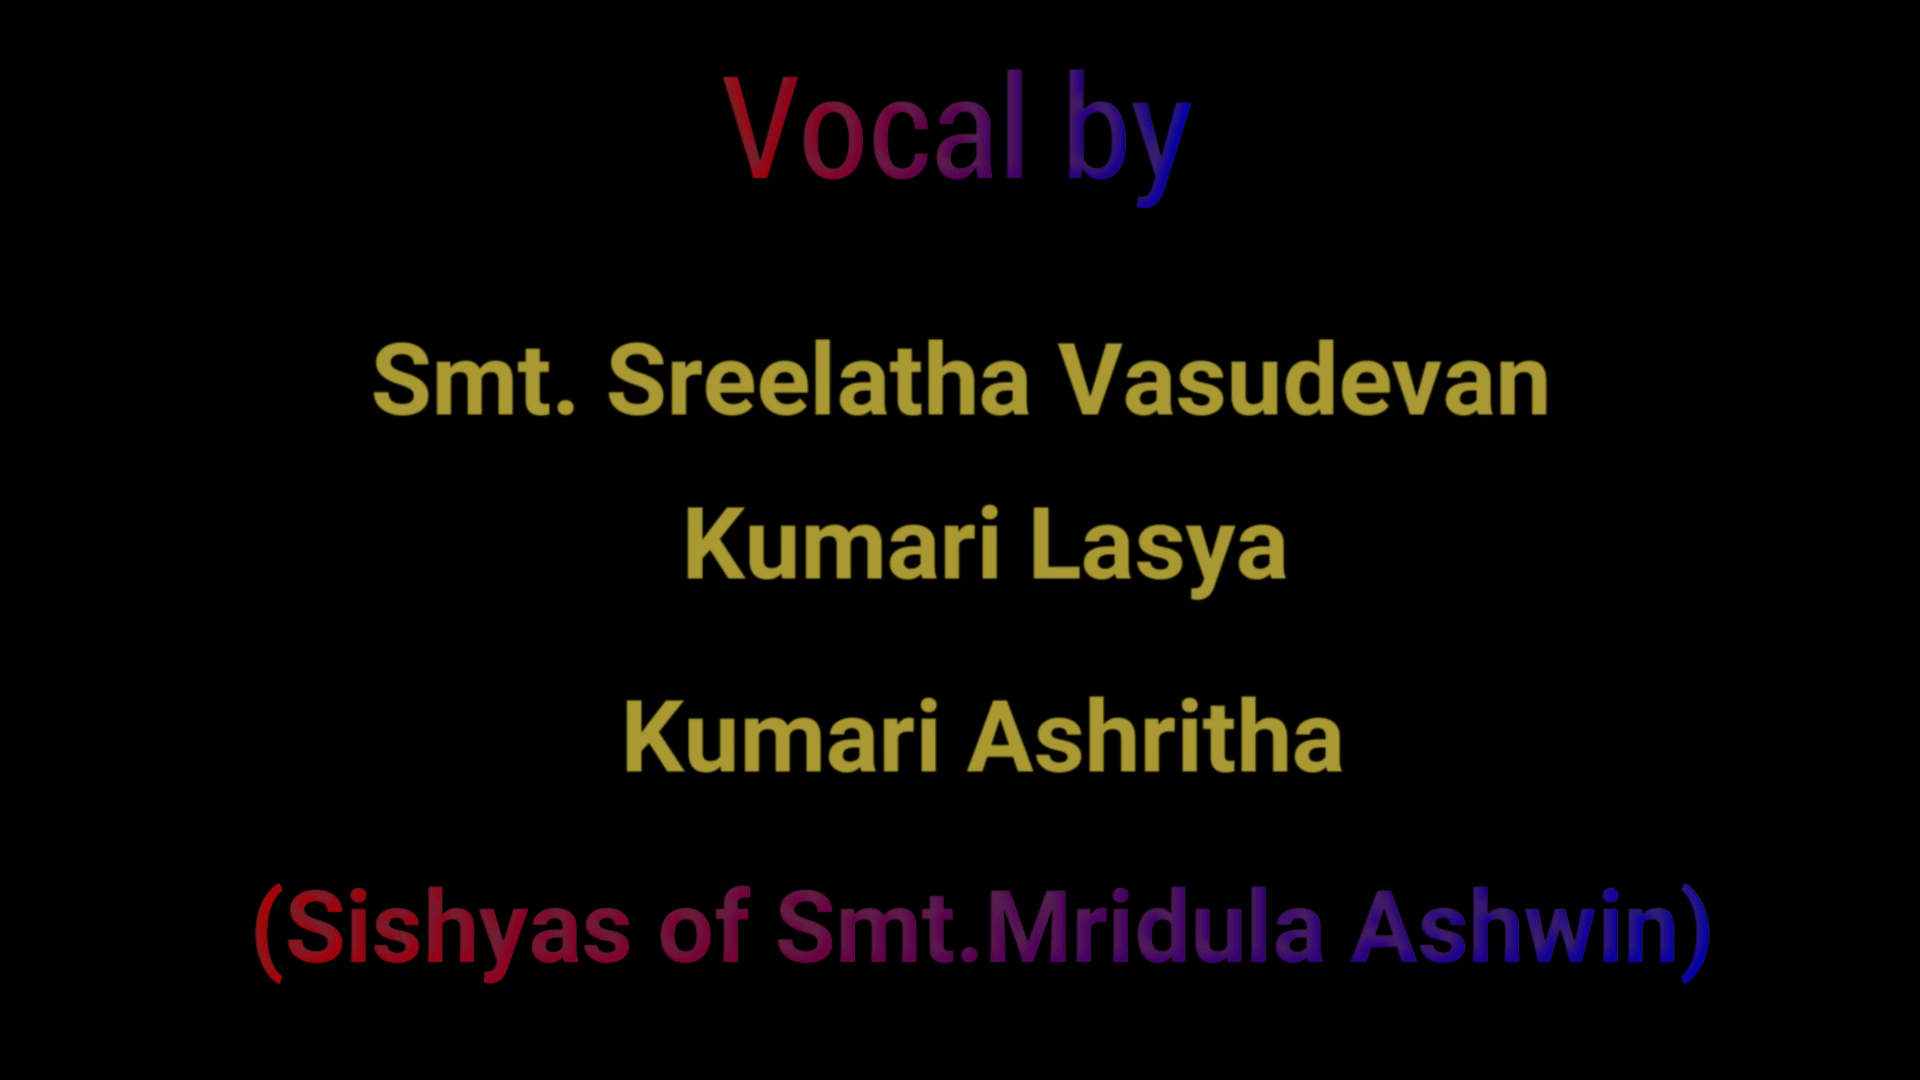 Vocal by
Smt. Sreelatha Vasudevan
Kumari Lasya
Kumari Ashritha
(Sishyas of Smt.Mridula Ashwin)